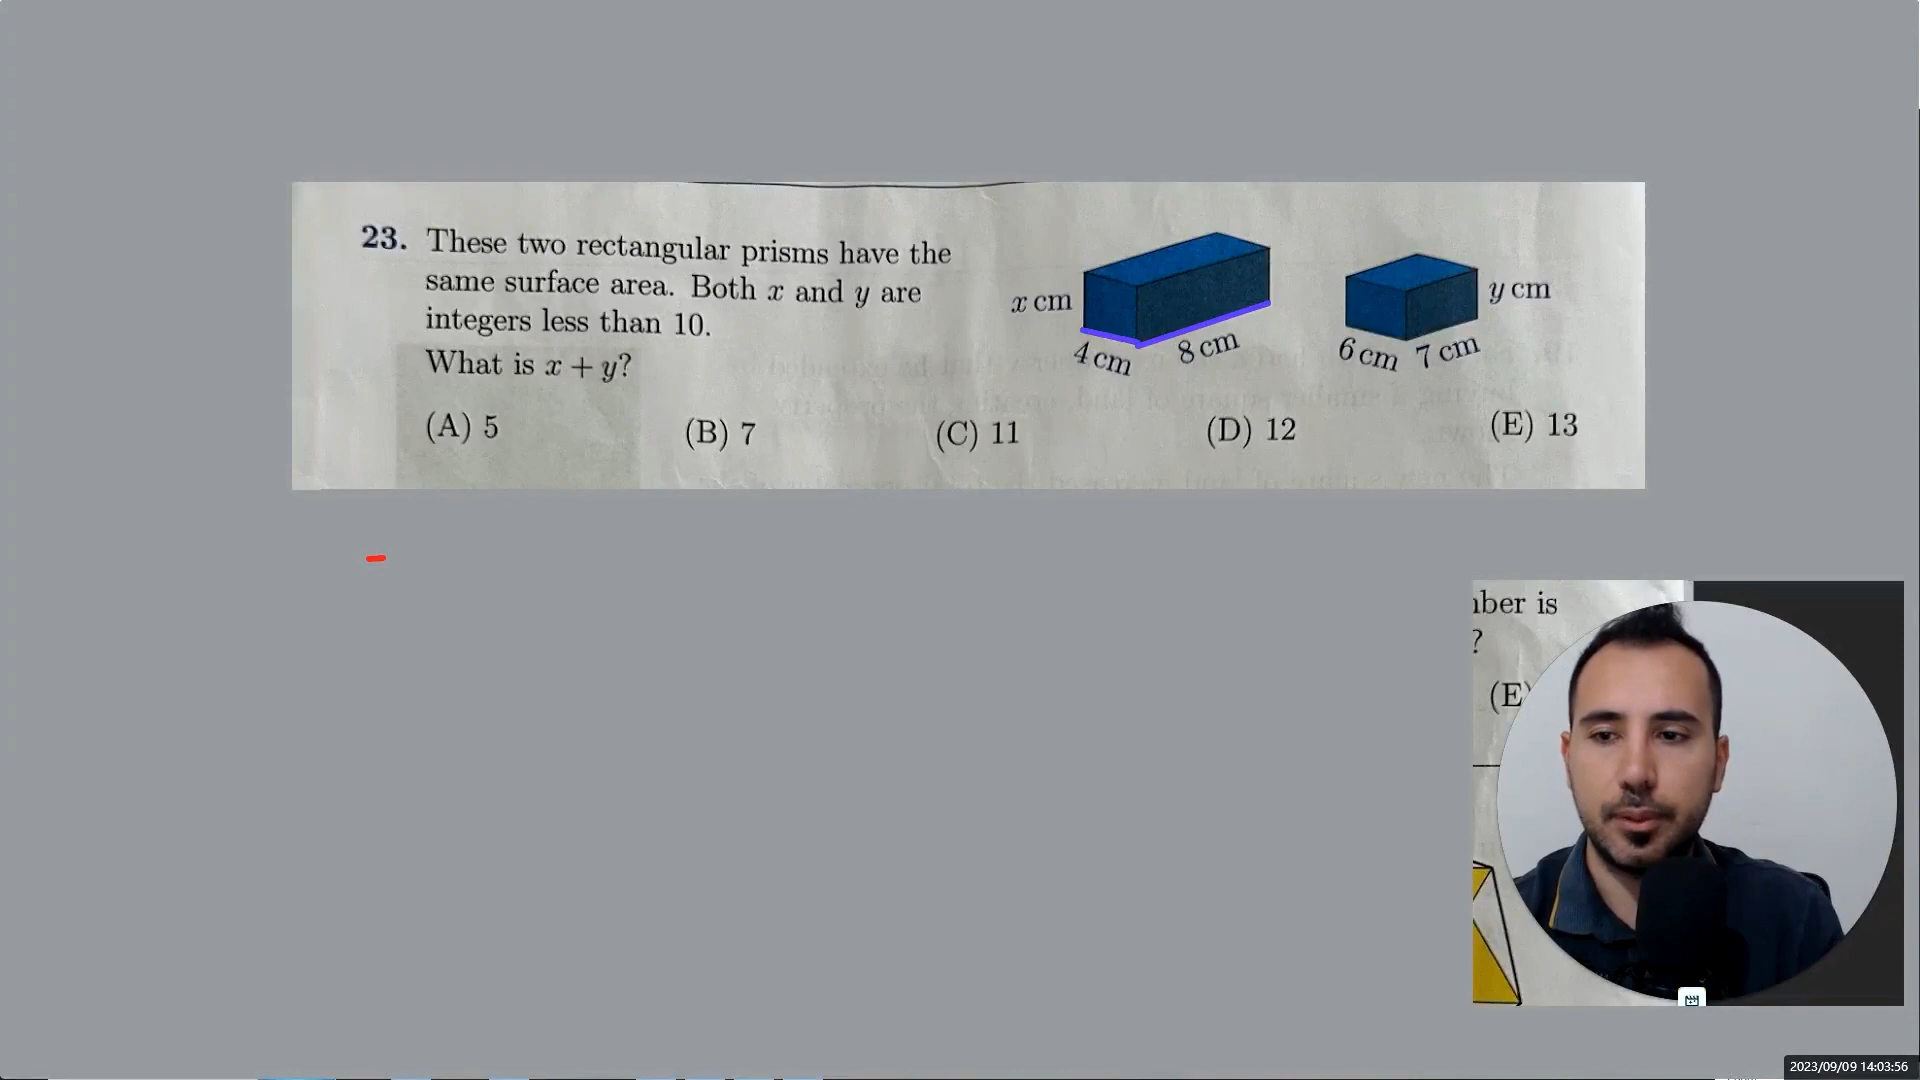 23. These two rectangular prisms have the
same surface area. Both x and y are
integers less than 10.
What is x + y?
x cm
4 cm
8 cm
6 cm
7 cm
y cm
(A) 5
(B) 7
(C) 11
(D) 12
(E) 13
ber is
?
(E)
2023/09/09 14:03:56